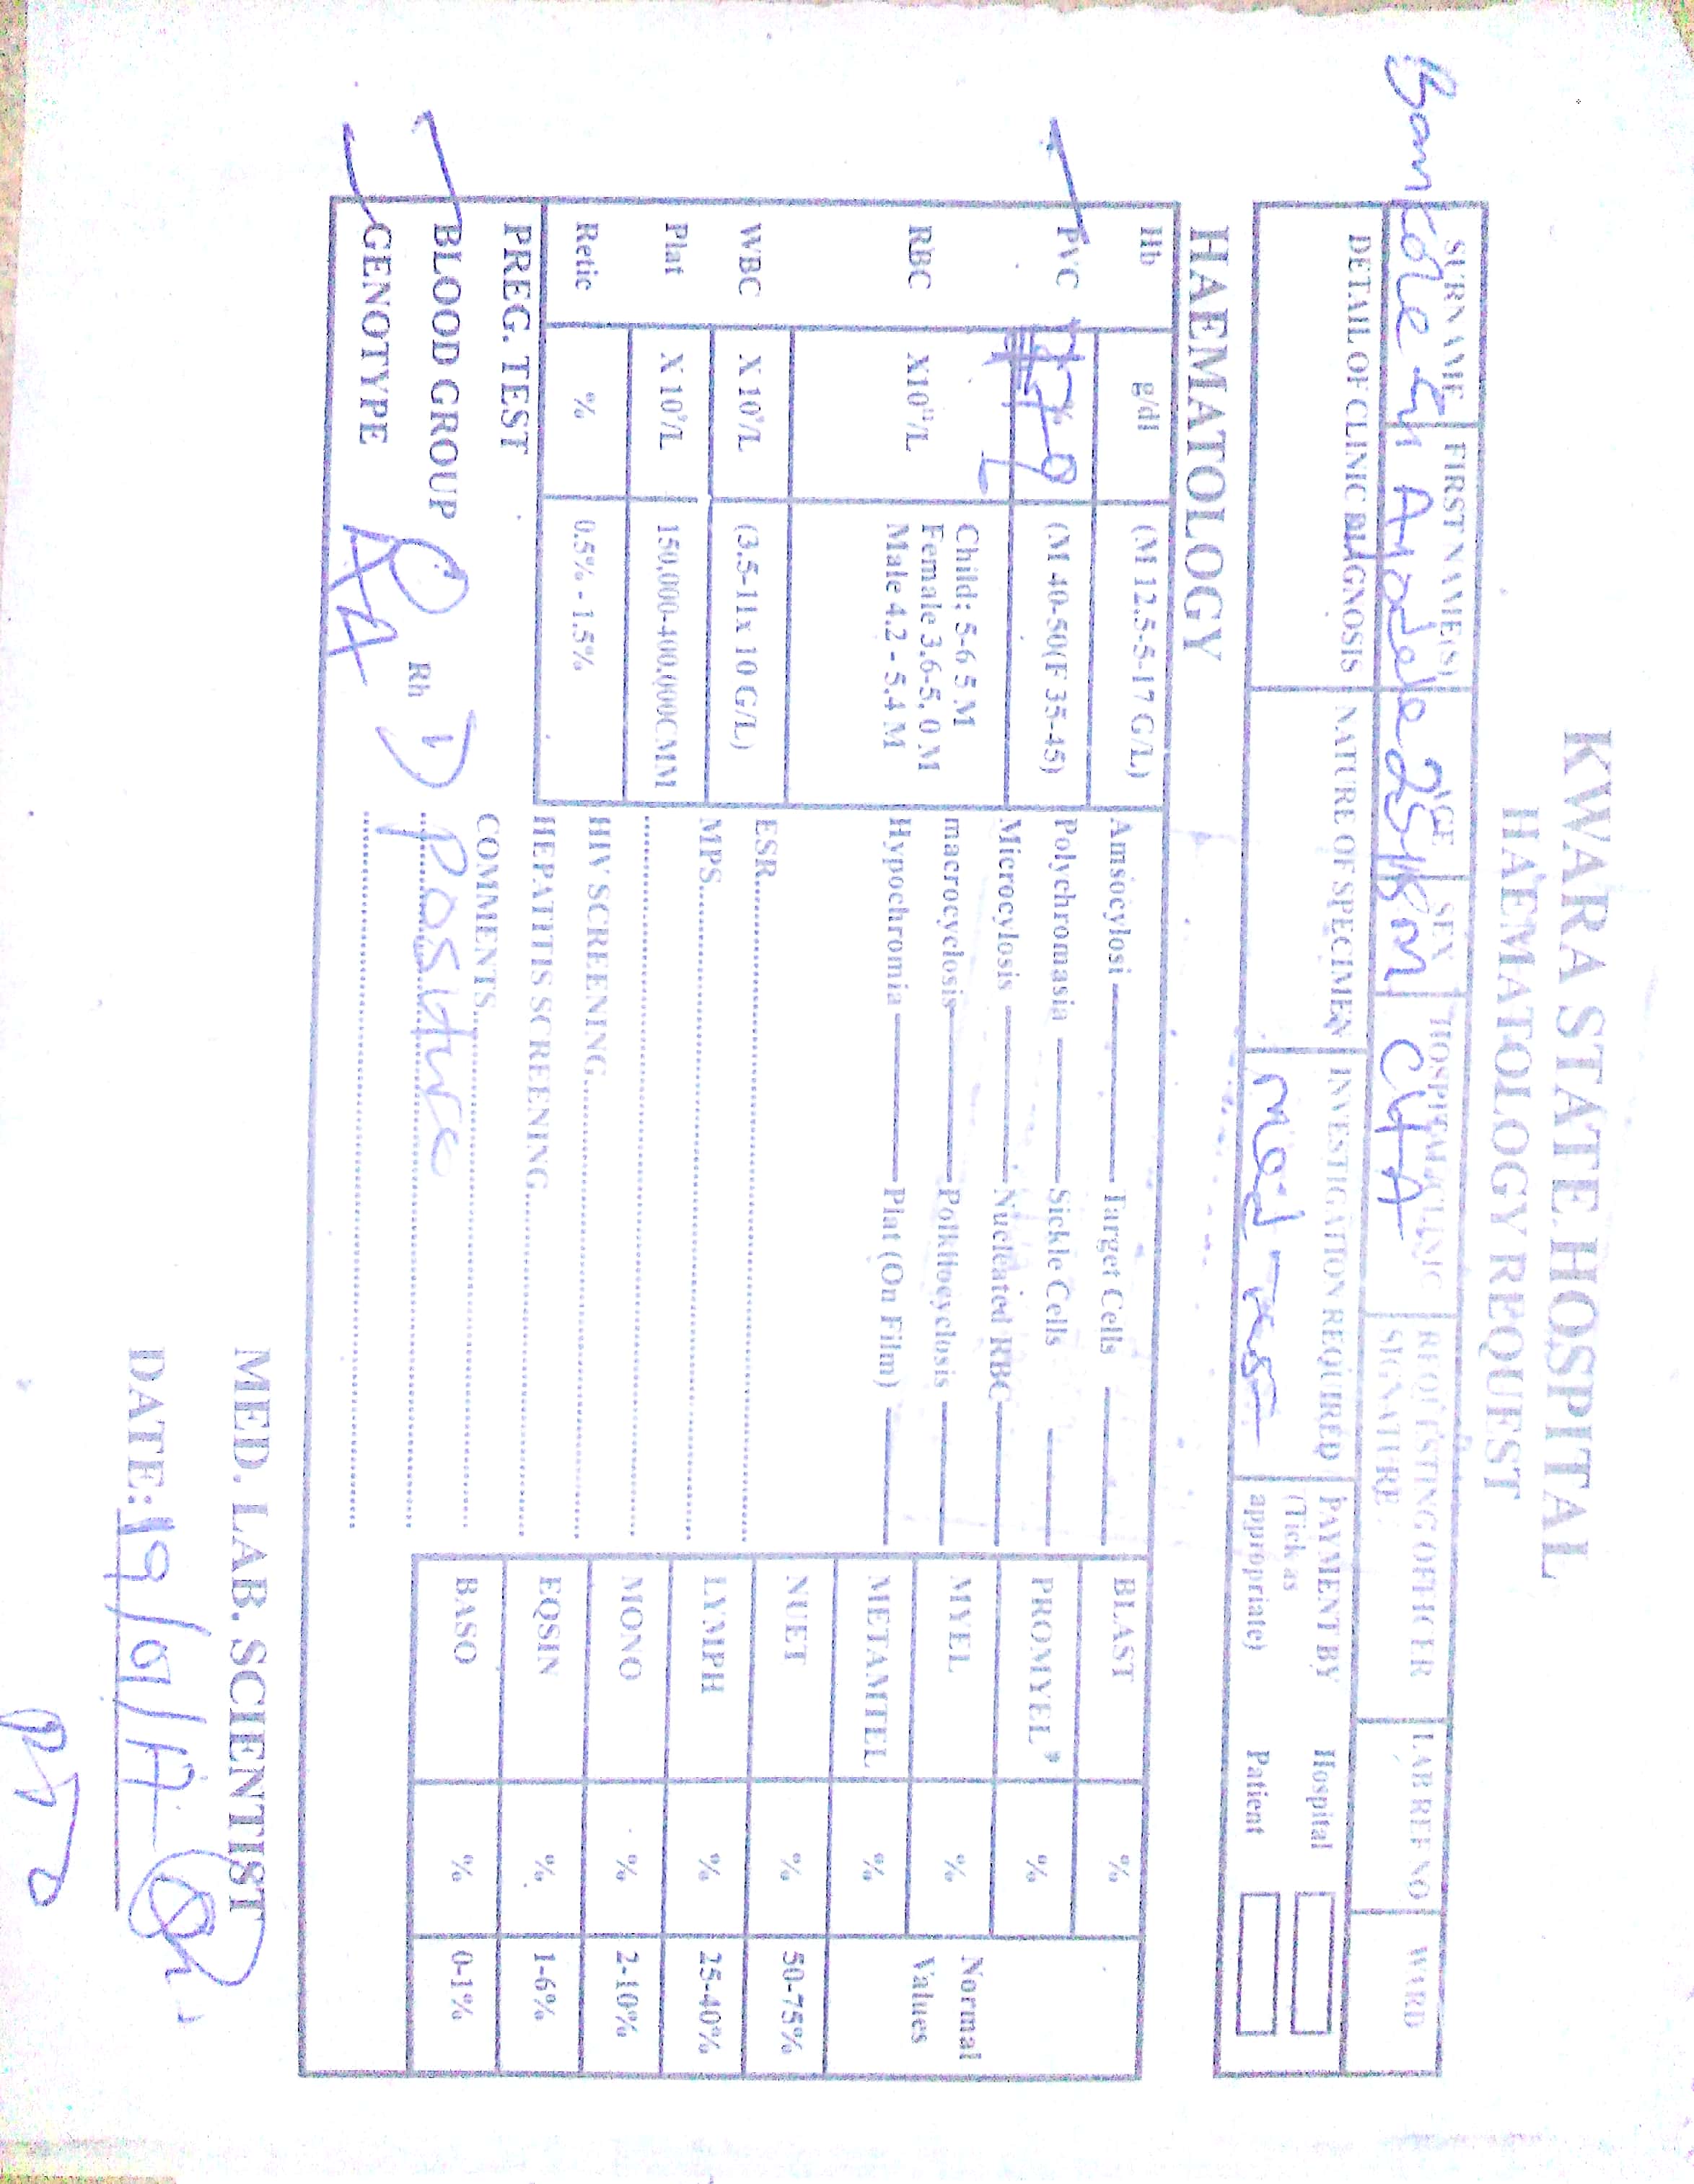 KWARA STATE HOSPITAL
HAEMATOLOGY REQUEST
SURNAME FIRST NAME(S) AGE SEX HOSPITAL/CLINIC REQUESTING OFFICER SIGNATURE LAB REF NO WARD
Bankole Ayodele 25 M
DETAIL OF CLINIC DIAGNOSIS NATURE OF SPECIMEN INVESTIGATION REQUIRED PAYMENT BY Hospital
(Tick as
appropriate) Patient
med
HAEMATOLOGY
Hb g/dl (M 12.5-5-17 G/L) Amsocylosi Target Cells BLAST %
PVC % (M 40-50(F 35-45) Polychromasia Sickle Cells PROMYEL* %
Microcylosis Nucleated RBC
RBC X10¹²/L Child: 5-6 5 M macrocyclosis Polkilocyclosis MYEL % Normal
Female 3.6-5. 0 M Values
Male 4.2 - 5.4 M Hypochromia Plat (On Film) METAMTEL %
NUET % 50-75%
WBC X 10⁹/L (3.5-11x 10 G/L) ESR
MPS LYMPH % 25-40%
Plat X 10⁹/L 150,000-400,000CMM
MONO % 2-10%
Retic % 0.5% - 1.5% HIV SCREENING
HEPATITIS SCREENING EQSIN % 1-6%
PREG. TEST
COMMENTS BASO % 0-1%
BLOOD GROUP O Rh D positive
GENOTYPE AA
MED. LAB. SCIENTIST
DATE: 19/01/17
PTO